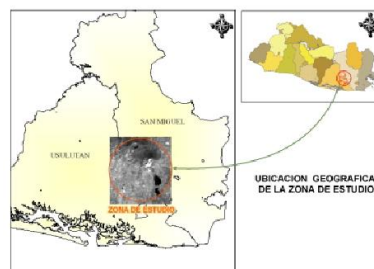 SAN MIGUEL
USULUTAN
ZONA DE ESTUDIO
UBICACION GEOGRAFICA
DE LA ZONA DE ESTUDIO